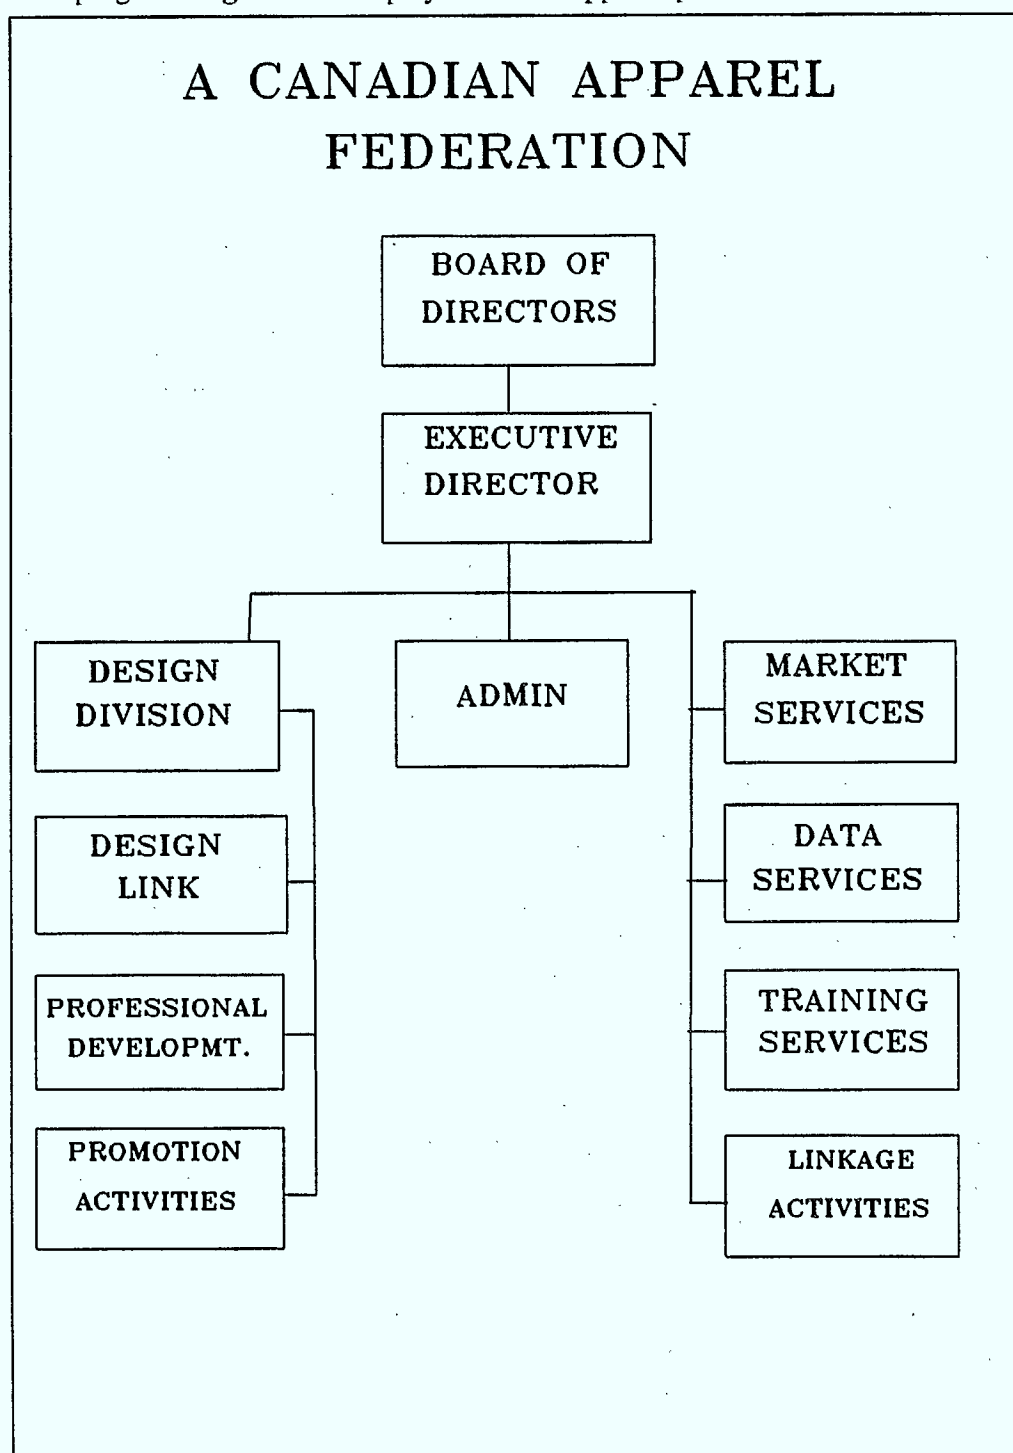 A CANADIAN APPAREL
FEDERATION
BOARD OF
DIRECTORS
EXECUTIVE
DIRECTOR
DESIGN
DIVISION
ADMIN
MARKET
SERVICES
DESIGN
LINK
DATA
SERVICES
PROFESSIONAL
DEVELOPMT.
TRAINING
SERVICES
PROMOTION
ACTIVITIES
LINKAGE
ACTIVITIES